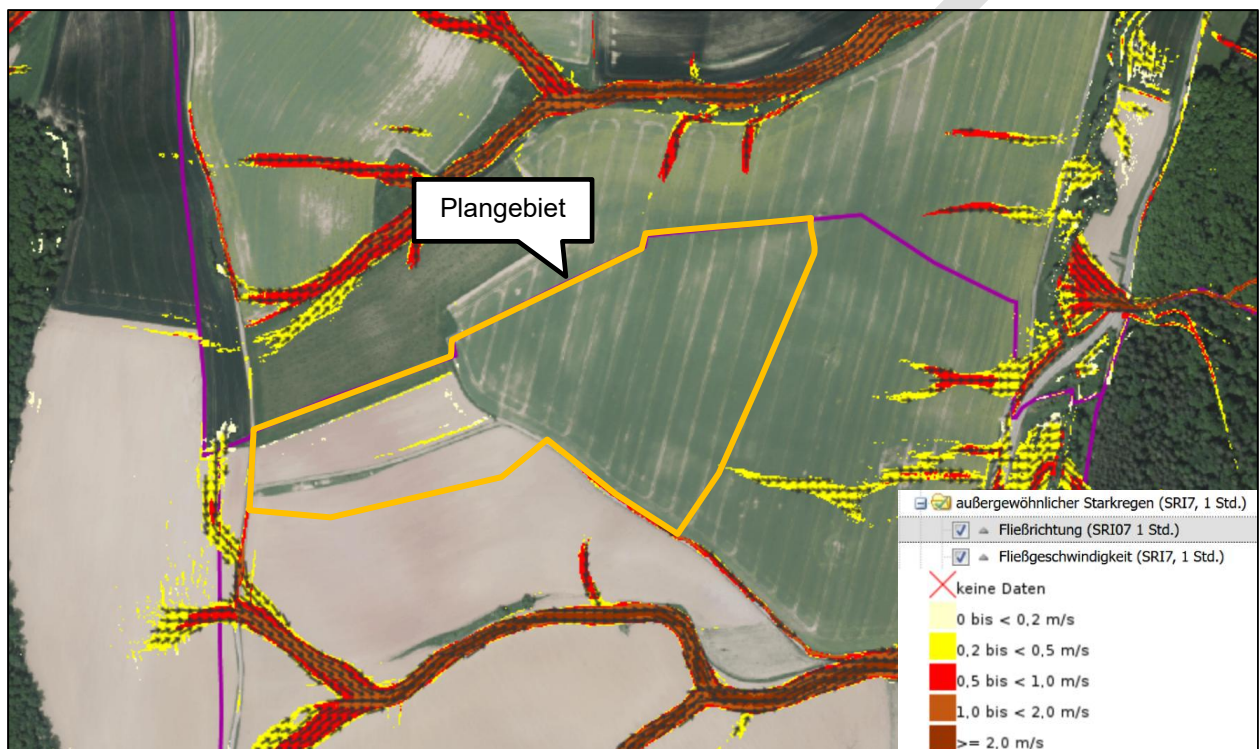 Plangebiet
außergewöhnlicher Starkregen (SRI7, 1 Std.)
Fließrichtung (SRI07 1 Std.)
Fließgeschwindigkeit (SRI7, 1 Std.)
keine Daten
0 bis < 0,2 m/s
0,2 bis < 0,5 m/s
0,5 bis < 1,0 m/s
1,0 bis < 2,0 m/s
>= 2,0 m/s